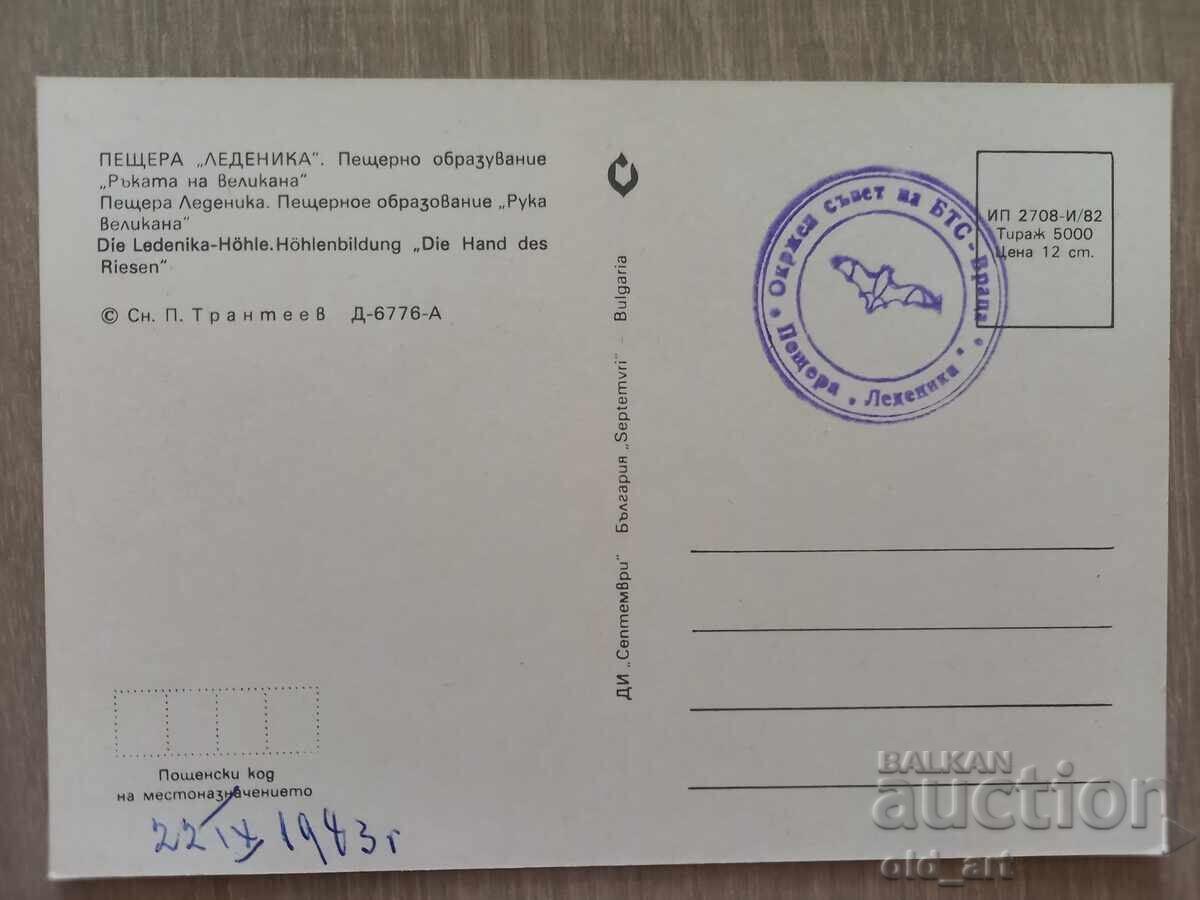 ПЕЩЕРА „ЛЕДЕНИКА“. Пещерно образувание
„Ръката на великана“
Пещера Леденика. Пещерное образование „Рука
великана“
Die Ledenika-Höhle. Höhlenbildung „Die Hand des
Riesen“
© Сн. П. Трантеев Д-6776-А
Пощенски код
на местоназначението
22/IX 1983 г
ДИ „Септември“ България „Septemvri“ - Bulgaria
Окръжен съвет на БТС - Враца
Пещера „Леденика“
ИП 2708-И/82
Тираж 5000
Цена 12 ст.
BALKAN
auction
old_art